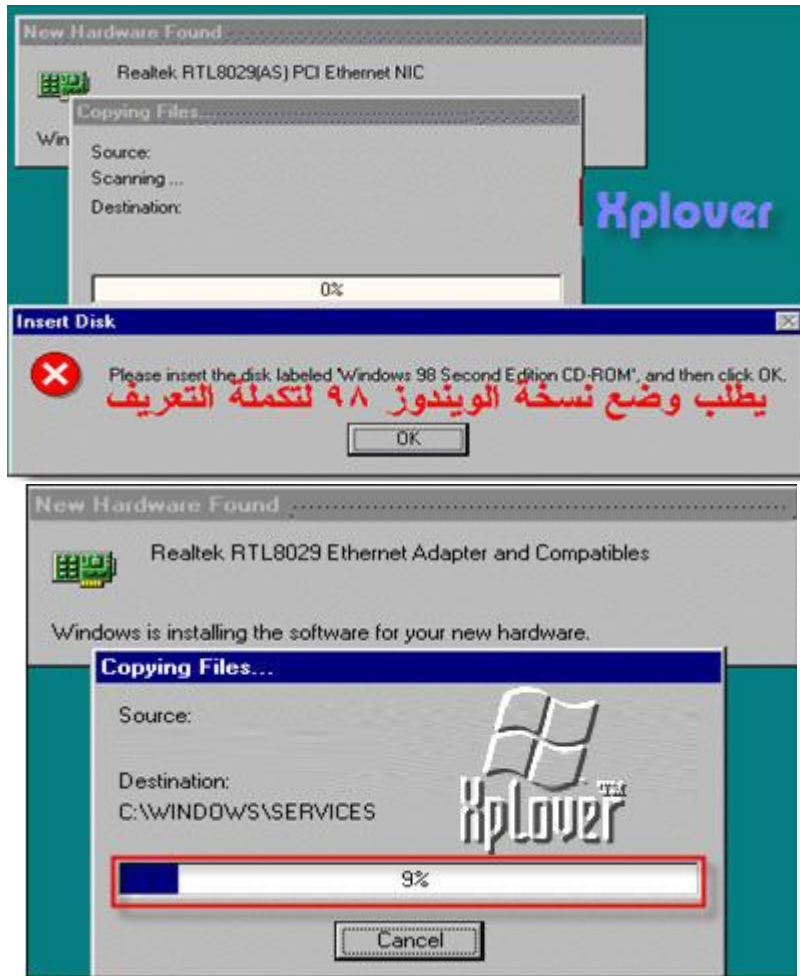 New Hardware Found
Realtek RTL8029(AS) PCI Ethernet NIC
Copying Files...
Win
Source:
Scanning ...
Destination:
Xplover
0%
Insert Disk
Please insert the disk labeled 'Windows 98 Second Edition CD-ROM', and then click OK.
يطلب وضع نسخة الويندوز ٩٨ لتكملة التعريف
OK
New Hardware Found
Realtek RTL8029 Ethernet Adapter and Compatibles
Windows is installing the software for your new hardware.
Copying Files...
Source:
Destination:
C:\WINDOWS\SERVICES
Xplover™
9%
Cancel